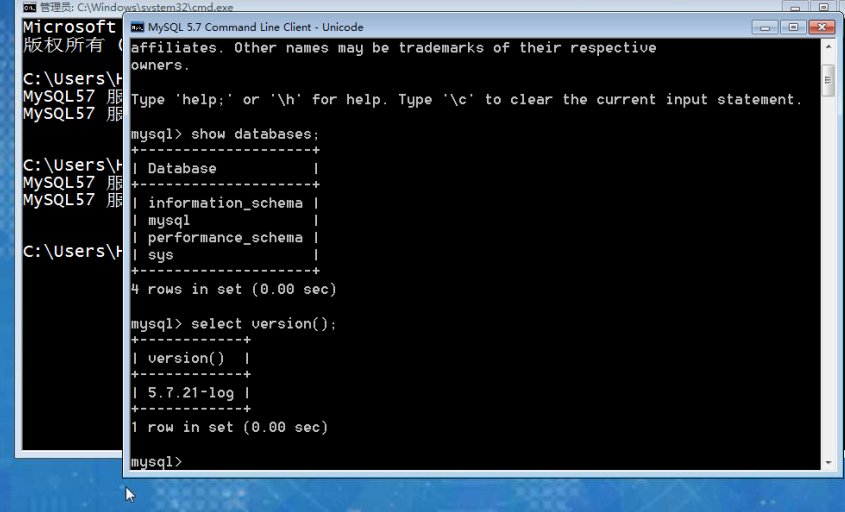 管理员: C:\Windows\system32\cmd.exe
Microsoft
版权所有
C:\Users\H
MySQL57 服
MySQL57 服
C:\Users\H
MySQL57 服
MySQL57 服
C:\Users\H
MySQL 5.7 Command Line Client - Unicode
affiliates. Other names may be trademarks of their respective
owners.
Type 'help;' or '\h' for help. Type '\c' to clear the current input statement.
mysql> show databases;
+--------------------+
| Database           |
+--------------------+
| information_schema |
| mysql              |
| performance_schema |
| sys                |
+--------------------+
4 rows in set (0.00 sec)
mysql> select version();
+------------+
| version()  |
+------------+
| 5.7.21-log |
+------------+
1 row in set (0.00 sec)
mysql>